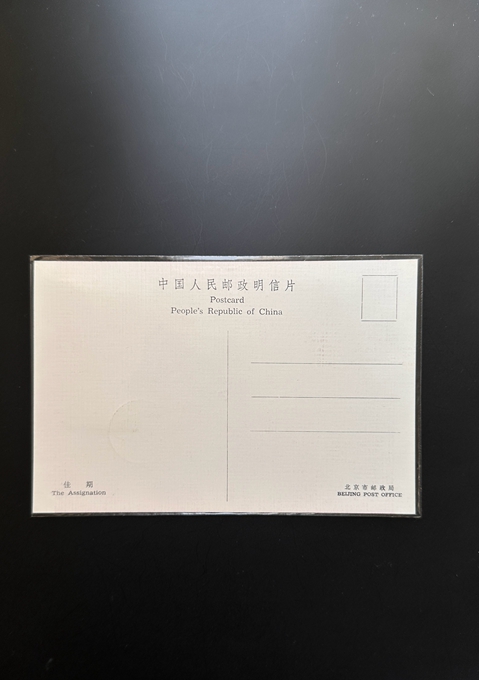 中国人民邮政明信片
Postcard
People's Republic of China
佳期
The Assignation
北京市邮政局
BEIJING POST OFFICE